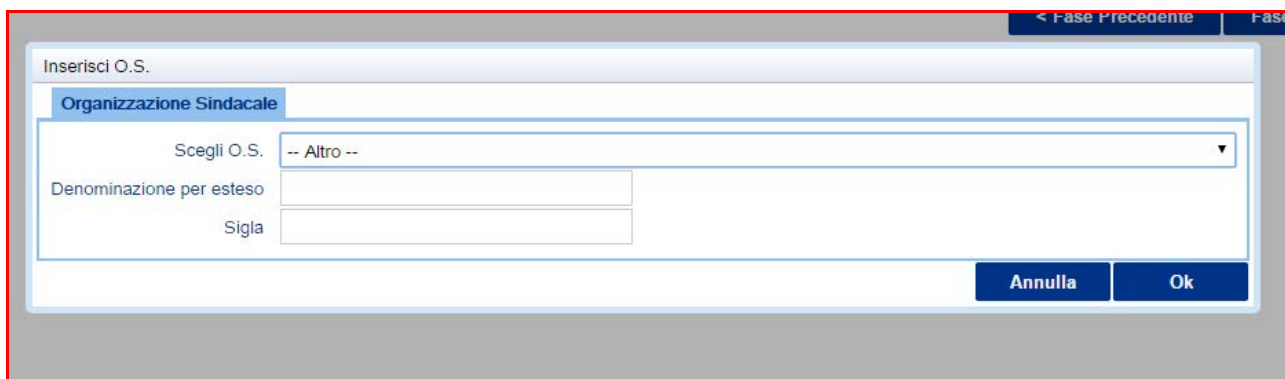 < Fase Precedente
Inserisci O.S.
Organizzazione Sindacale
Scegli O.S. -- Altro --
Denominazione per esteso
Sigla
Annulla Ok